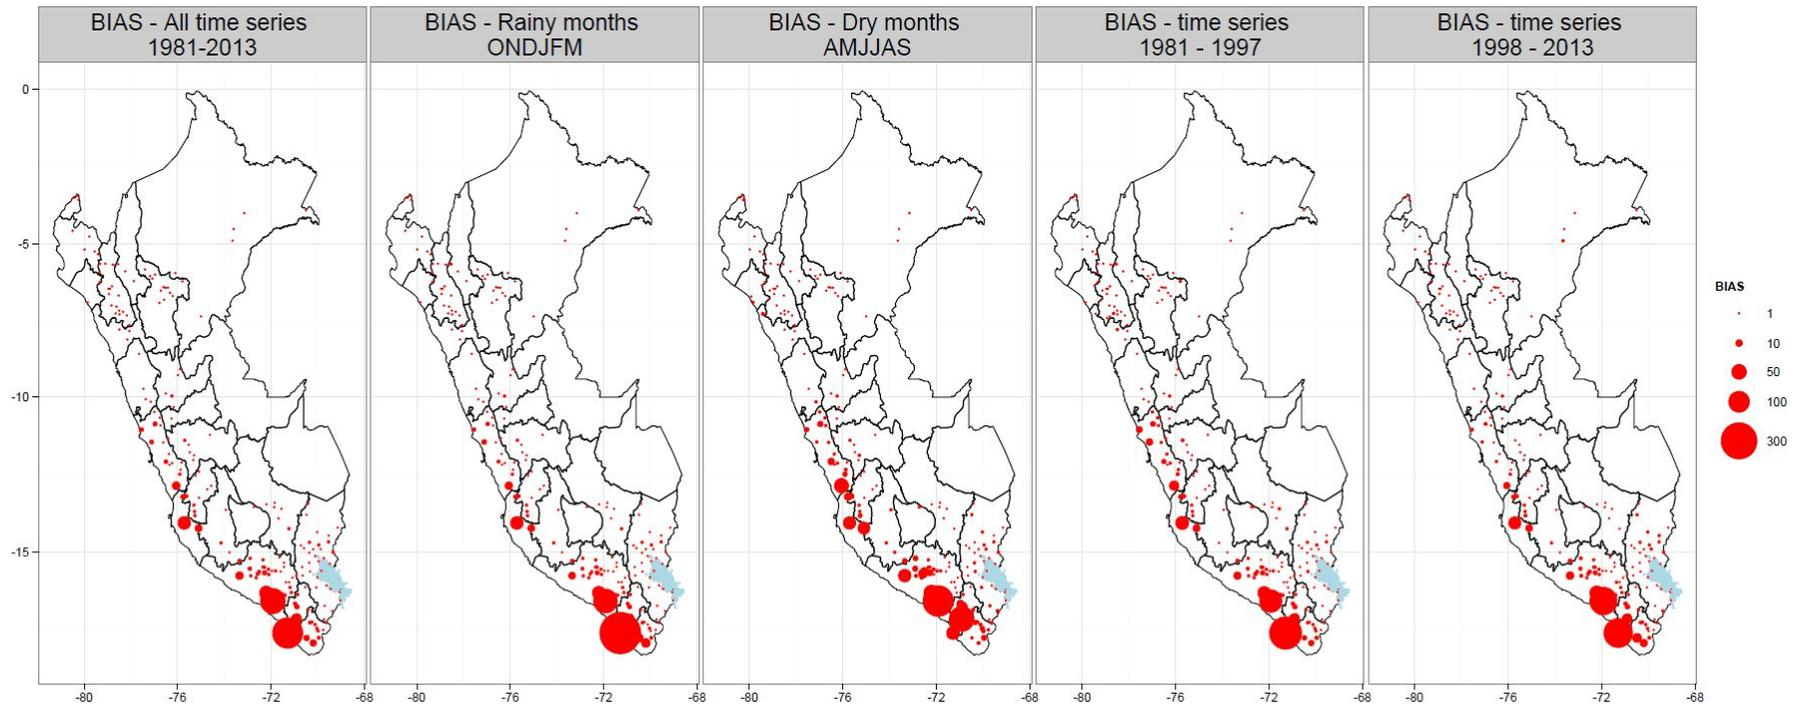 BIAS - All time series
1981-2013
BIAS - Rainy months
ONDJFM
BIAS - Dry months
AMJJAS
BIAS - time series
1981 - 1997
BIAS - time series
1998 - 2013
0
-5
-10
-15
-80 -76 -72 -68
-80 -76 -72 -68
-80 -76 -72 -68
-80 -76 -72 -68
-80 -76 -72 -68
BIAS
1
10
50
100
300